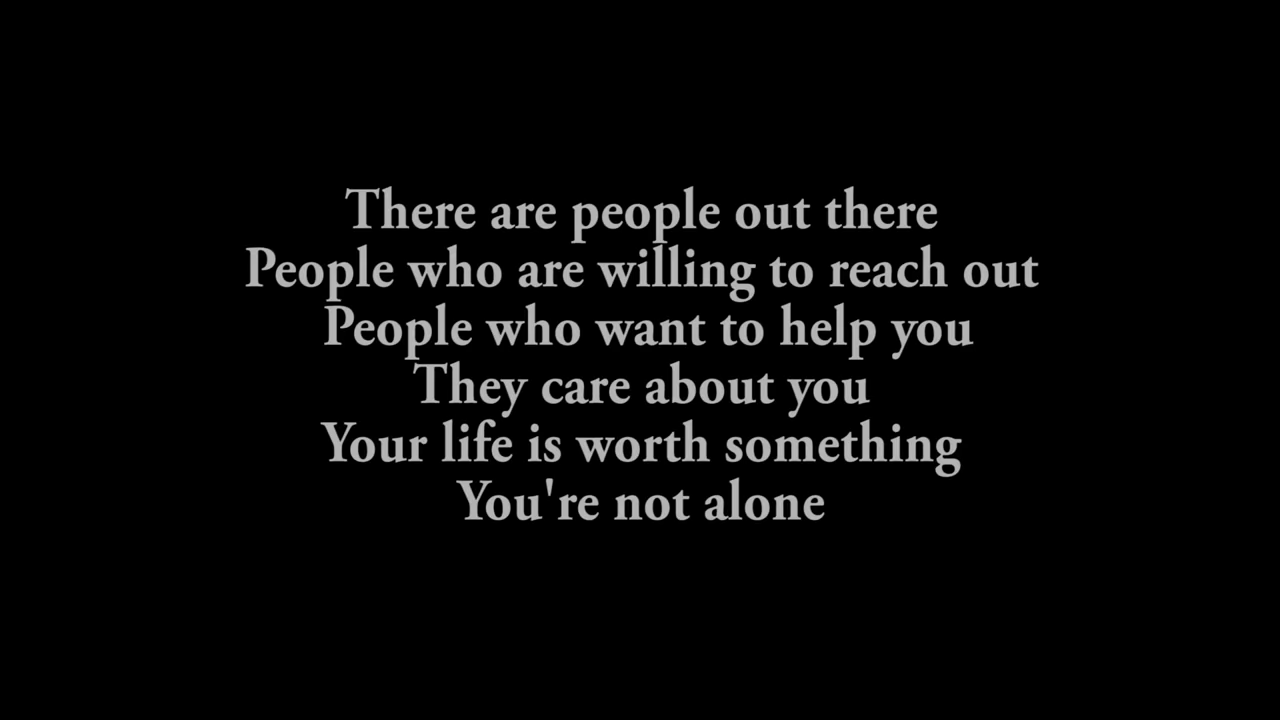 There are people out there
People who are willing to reach out
People who want to help you
They care about you
Your life is worth something
You're not alone